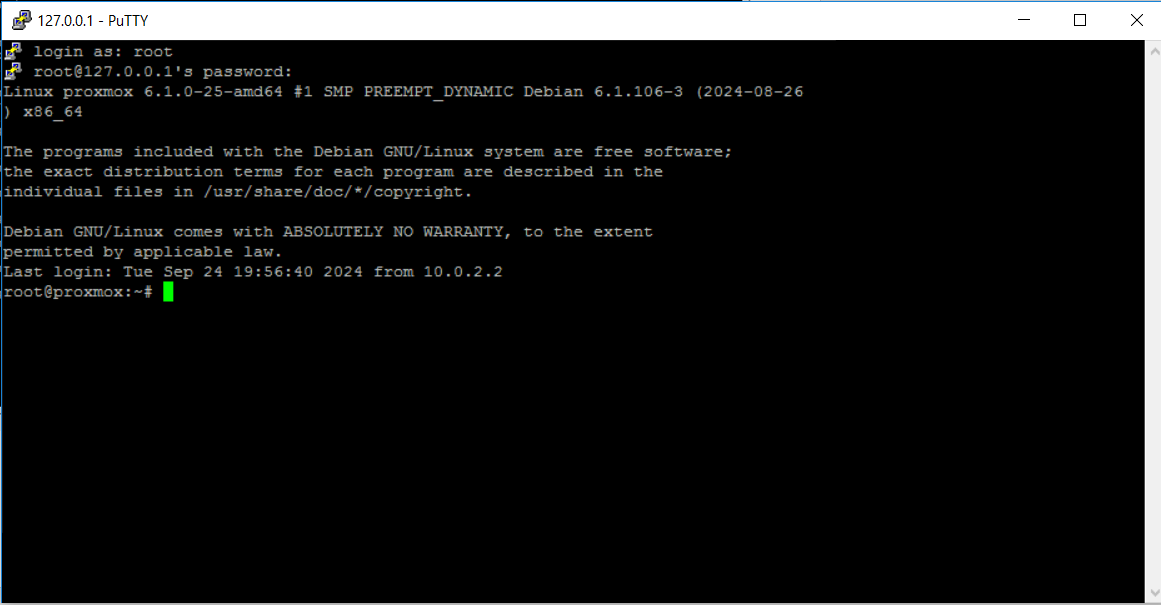 127.0.0.1 - PuTTY
login as: root
root@127.0.0.1's password:
Linux proxmox 6.1.0-25-amd64 #1 SMP PREEMPT_DYNAMIC Debian 6.1.106-3 (2024-08-26
) x86_64
The programs included with the Debian GNU/Linux system are free software;
the exact distribution terms for each program are described in the
individual files in /usr/share/doc/*/copyright.
Debian GNU/Linux comes with ABSOLUTELY NO WARRANTY, to the extent
permitted by applicable law.
Last login: Tue Sep 24 19:56:40 2024 from 10.0.2.2
root@proxmox:~#